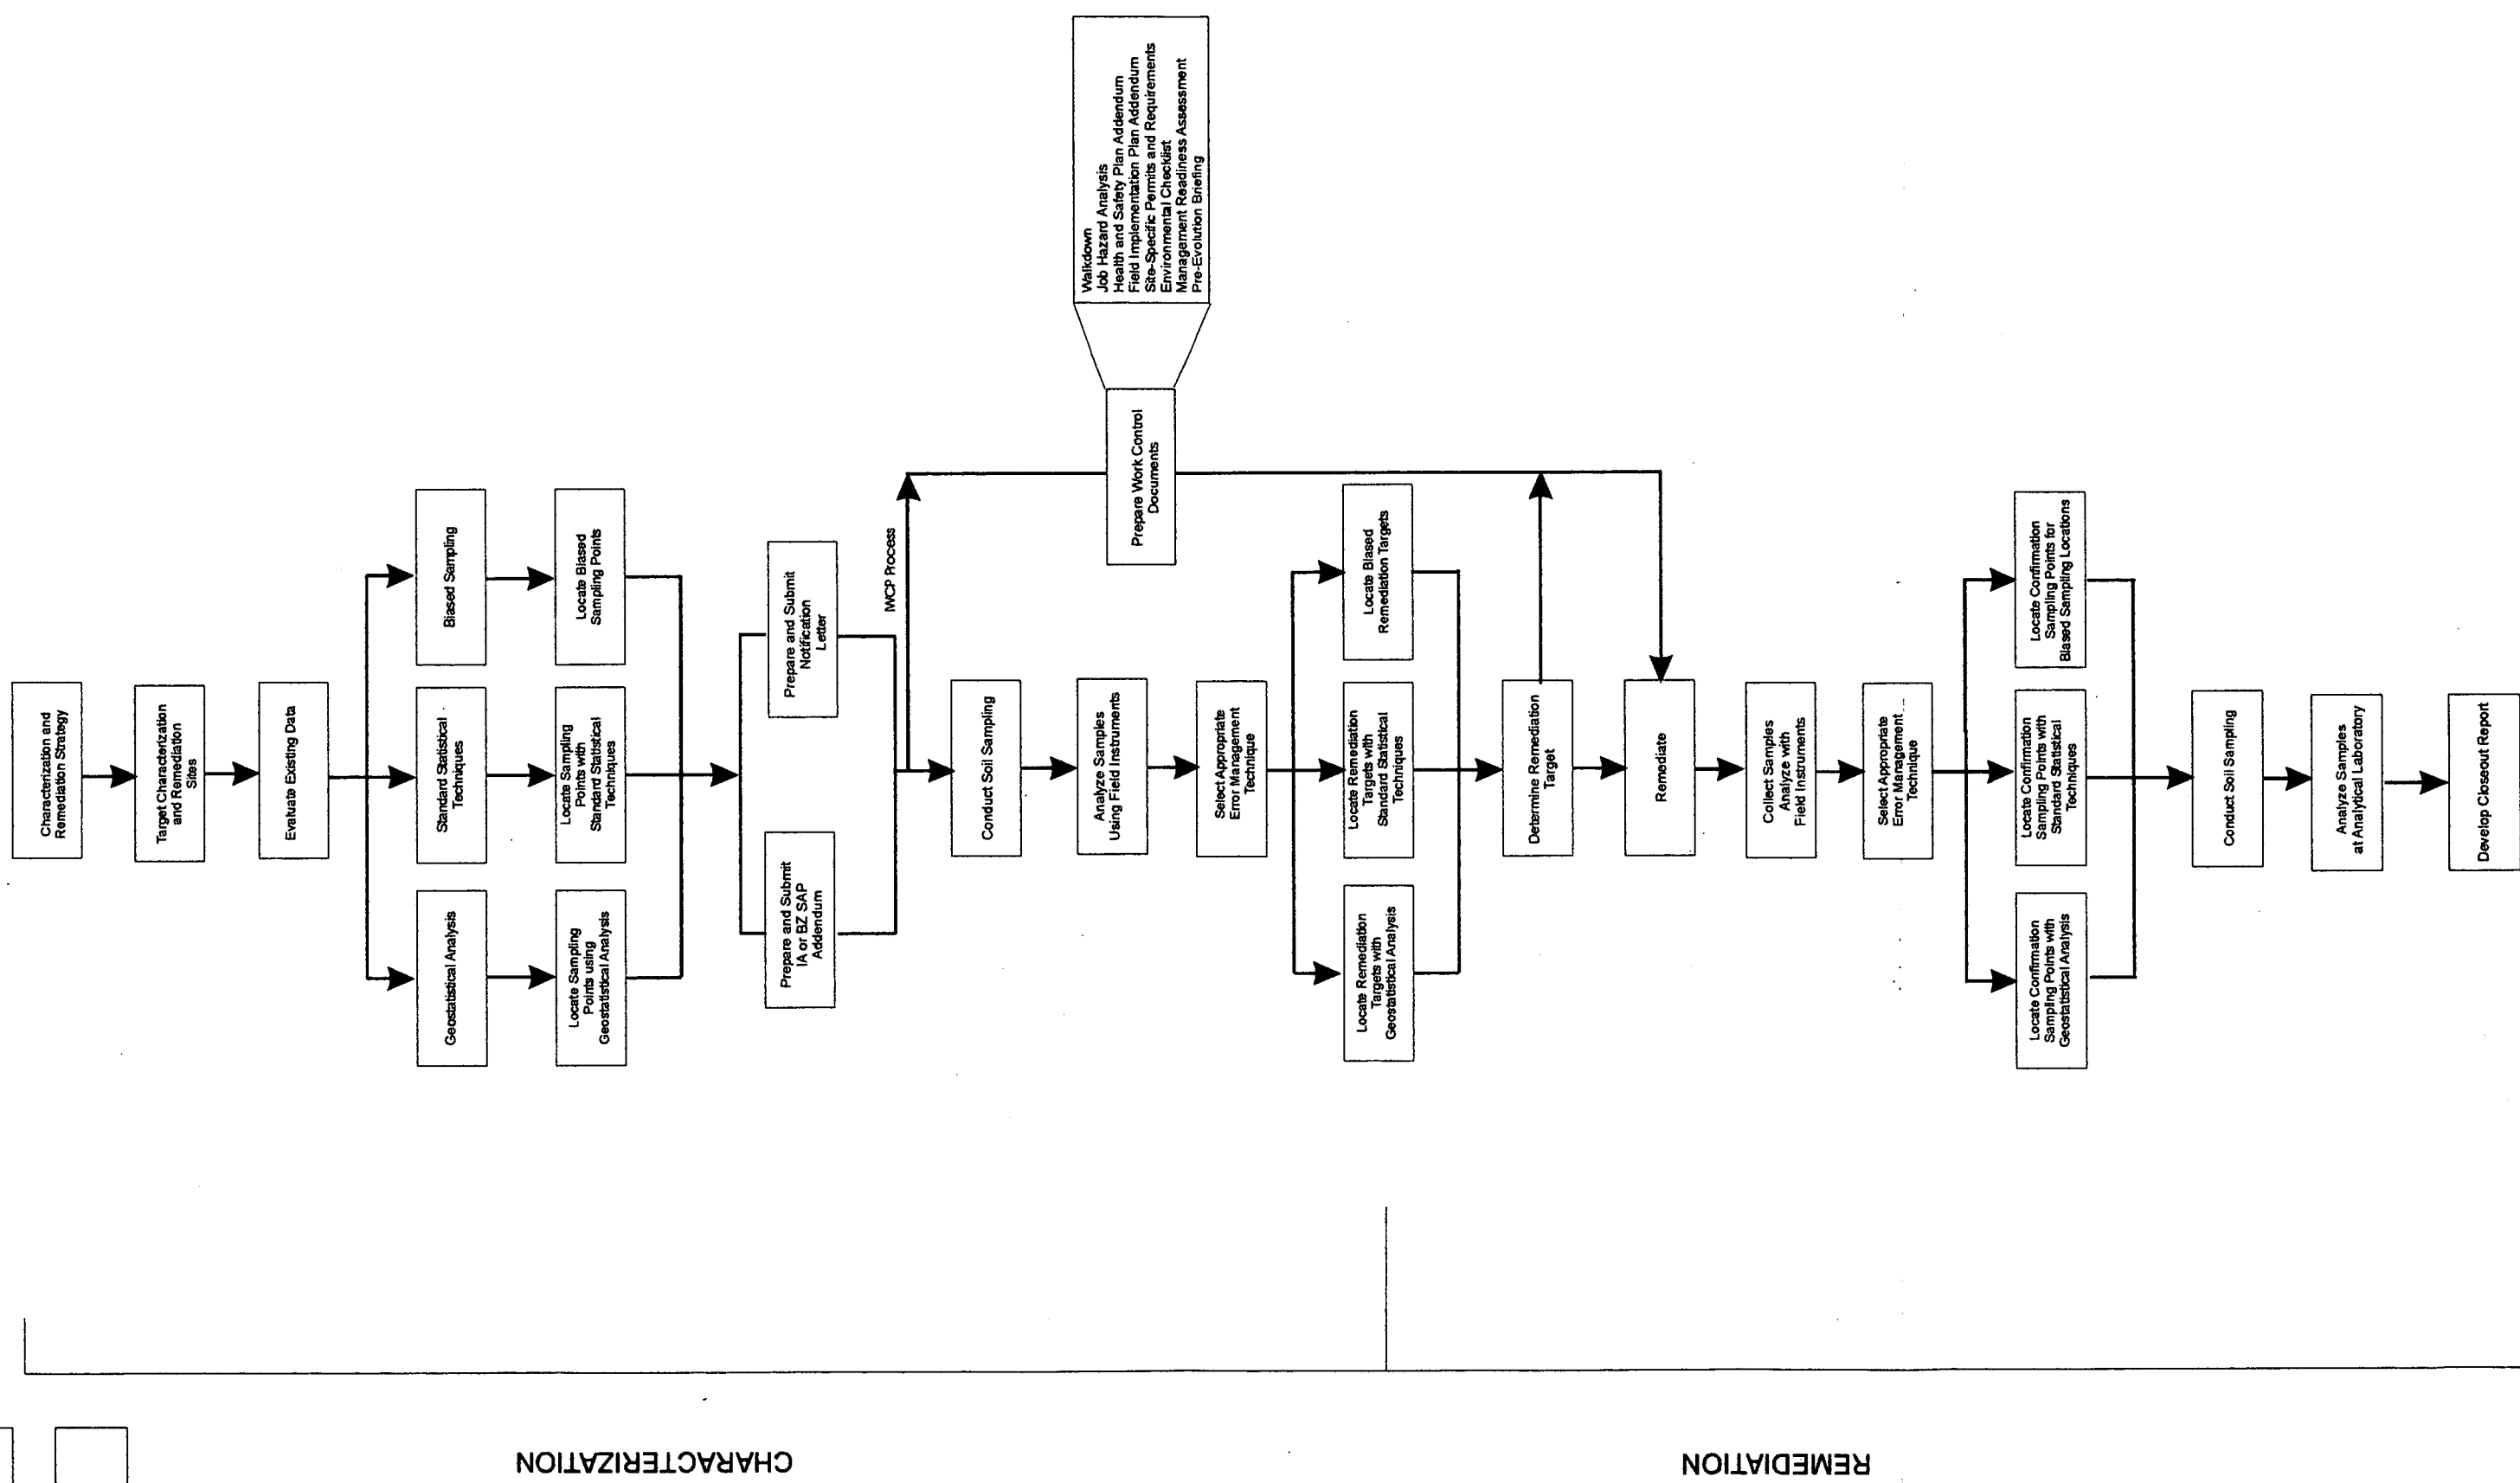 Characterization and
Remediation Strategy
Target Characterization
and Remediation
Sites
Evaluate Existing Data
Geostatistical Analysis
Standard Statistical
Techniques
Biased Sampling
Locate Sampling
Points using
Geostatistical Analysis
Locate Sampling
Points with
Standard Statistical
Techniques
Locate Biased
Sampling Points
Prepare and Submit
IA or BZ SAP
Addendum
Prepare and Submit
Notification
Letter
IWCP Process
Conduct Soil Sampling
Analyze Samples
Using Field Instruments
Prepare Work Control
Documents
Walkdown
Job Hazard Analysis
Health and Safety Plan Addendum
Field Implementation Plan Addendum
Site-Specific Permits and Requirements
Environmental Checklist
Management Readiness Assessment
Pre-Evolution Briefing
Select Appropriate
Error Management
Technique
Locate Remediation
Targets with
Geostatistical Analysis
Locate Remediation
Targets with
Standard Statistical
Techniques
Locate Biased
Remediation Targets
Determine Remediation
Target
Remediate
Collect Samples
Analyze with
Field Instruments
Select Appropriate
Error Management
Technique
Locate Confirmation
Sampling Points with
Geostatistical Analysis
Locate Confirmation
Sampling Points with
Standard Statistical
Techniques
Locate Confirmation
Sampling Points for
Biased Sampling Locations
Conduct Soil Sampling
Analyze Samples
at Analytical Laboratory
Develop Closeout Report
CHARACTERIZATION
REMEDIATION